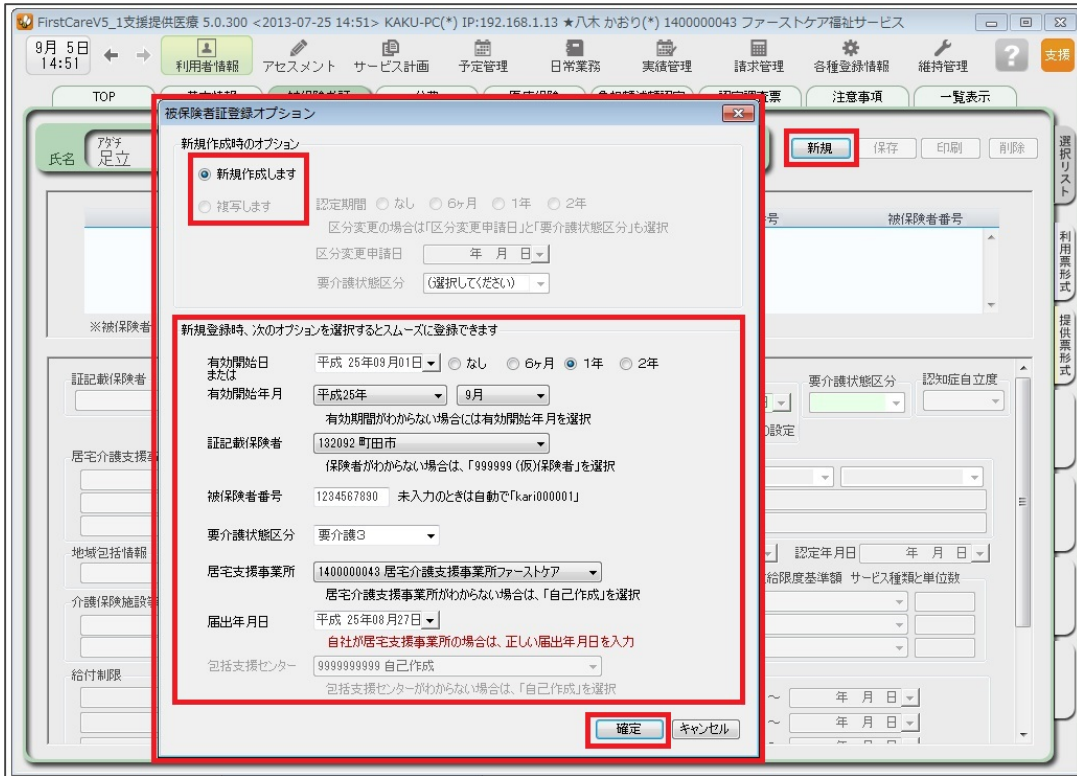 FirstCareV5_1支援提供医療 5.0.300 <2013-07-25 14:51> KAKU-PC(*) IP:192.168.1.13 ★八木 かおり(*) 1400000043 ファーストケア福祉サービス
9月 5日
14:51
利用者情報 アセスメント サービス計画 予定管理 日常業務 実績管理 請求管理 各種登録情報 維持管理 ? 支援
TOP 注意事項 一覧表示
被保険者証登録オプション
氏名 アダチ
足立
新規 保存 印刷 削除
選択リスト
利用票形式
提供票形式
新規作成時のオプション
新規作成します
複写します 認定期間 なし 6ヶ月 1年 2年
区分変更の場合は「区分変更申請日」と「要介護状態区分」も選択
区分変更申請日 年 月 日
要介護状態区分 (選択してください)
号 被保険者番号
※被保険者
新規登録時、次のオプションを選択するとスムーズに登録できます
有効開始日 平成 25年09月01日 なし 6ヶ月 1年 2年
または
有効開始年月 平成25年 9月
有効期間がわからない場合には有効開始年月を選択
証記載保険者 132092 町田市
保険者がわからない場合は、「999999 (仮)保険者」を選択
被保険者番号 1234567890 未入力のときは自動で「kari000001」
要介護状態区分 要介護3
居宅支援事業所 1400000043 居宅介護支援事業所ファーストケア
居宅介護支援事業所がわからない場合は、「自己作成」を選択
届出年月日 平成 25年08月27日
自社が居宅支援事業所の場合は、正しい届出年月日を入力
包括支援センター 9999999999 自己作成
包括支援センターがわからない場合は、「自己作成」を選択
確定 キャンセル
証記載保険者 要介護状態区分 認知症自立度
日
の設定
居宅介護支援事
地域包括情報 認定年月日 年 月 日
給限度基準額 サービス種類と単位数
介護保険施設等
給付制限
～ 年 月 日
～ 年 月 日